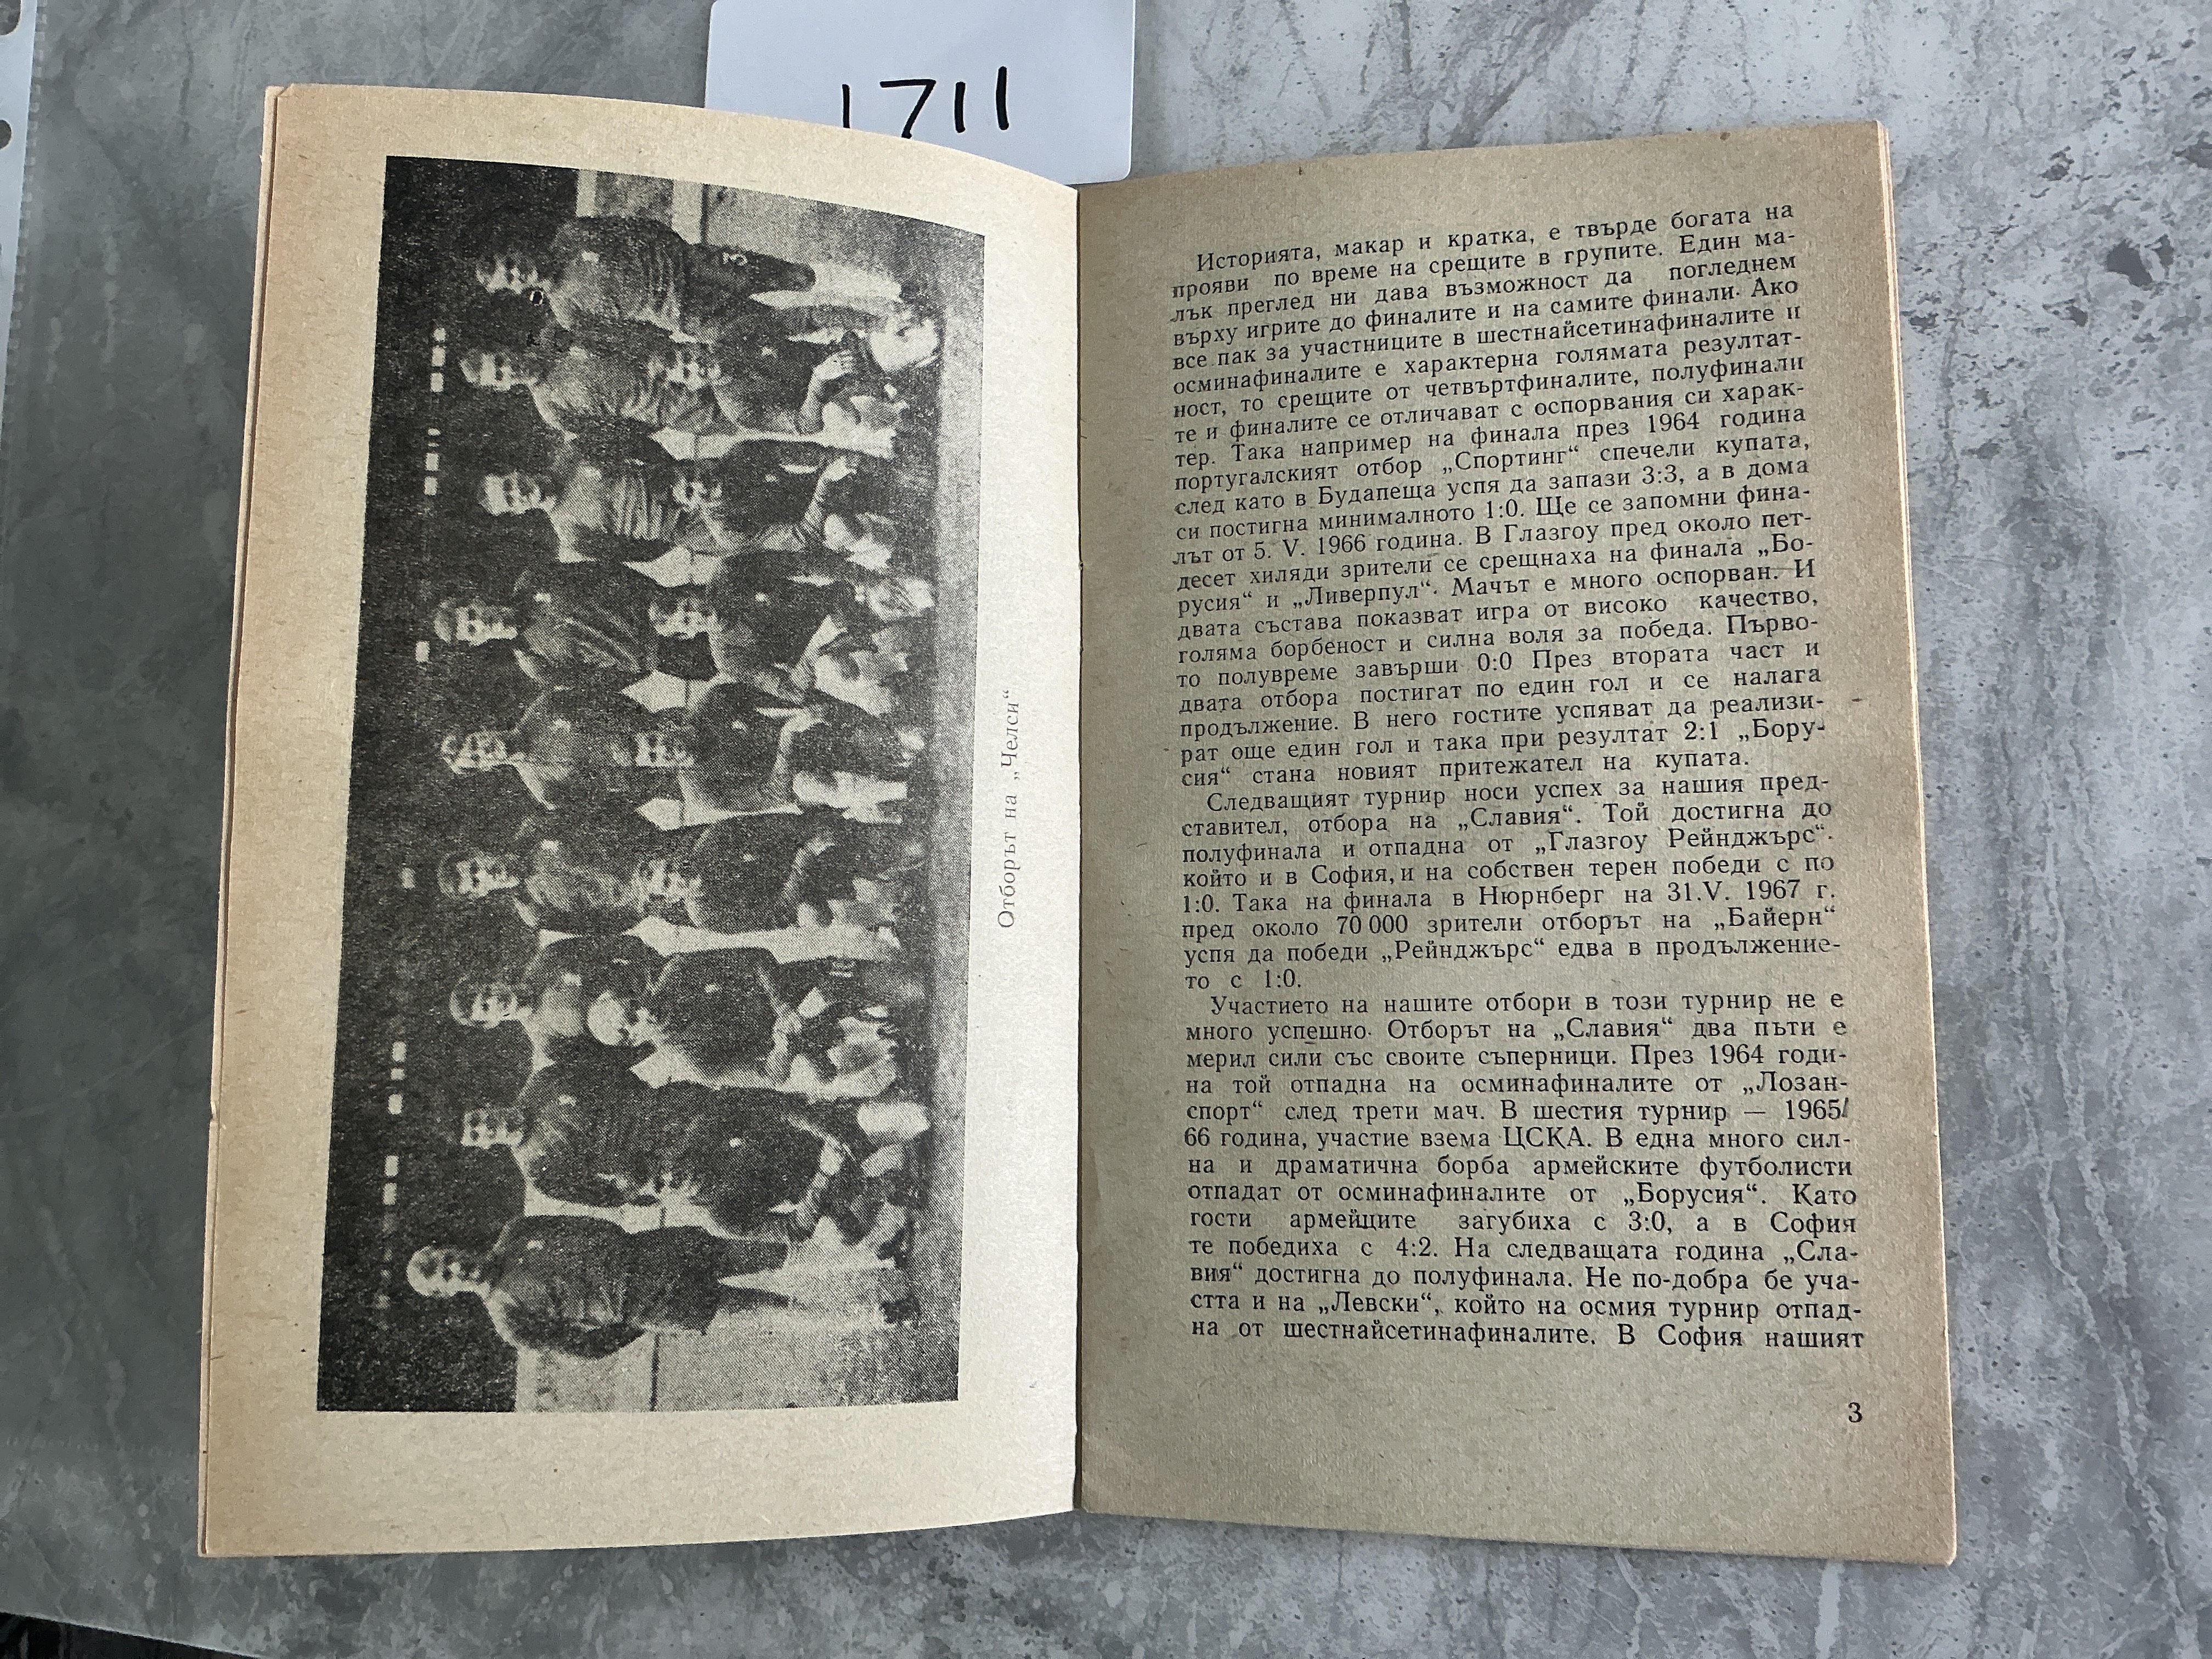 1711
Отборът на „Челси“
Историята, макар и кратка, е твърде богата на
прояви по време на срещите в групите. Един ма-
лък преглед ни дава възможност да погледнем
върху игрите до финалите и на самите финали. Ако
все пак за участниците в шестнайсетинафиналите и
осминафиналите е характерна голямата резултат-
ност, то срещите от четвъртфиналите, полуфинали
те и финалите се отличават с оспорвания си харак-
тер. Така например на финала през 1964 година
португалският отбор „Спортинг“ спечели купата,
след като в Будапеща успя да запази 3:3, а в дома
си постигна минималното 1:0. Ще се запомни фина-
лът от 5. V. 1966 година. В Глазгоу пред около пет-
десет хиляди зрители се срещнаха на финала „Бо-
русия“ и „Ливерпул“. Мачът е много оспорван. И
двата състава показват игра от високо качество,
голяма борбеност и силна воля за победа. Първо-
то полувреме завърши 0:0 През втората част и
двата отбора постигат по един гол и се налага
продължение. В него гостите успяват да реализи-
рат още един гол и така при резултат 2:1 „Бору-
сия“ стана новият притежател на купата.
Следващият турнир носи успех за нашия пред-
ставител, отбора на „Славия“. Той достигна до
полуфинала и отпадна от „Глазгоу Рейнджърс“.
който и в София, и на собствен терен победи с по
1:0. Така на финала в Нюрнберг на 31.V. 1967 г.
пред около 70 000 зрители отборът на „Байерн“
успя да победи „Рейнджърс“ едва в продължение-
то с 1:0.
Участието на нашите отбори в този турнир не е
много успешно. Отборът на „Славия“ два пъти е
мерил сили със своите съперници. През 1964 годи-
на той отпадна на осминафиналите от „Лозан-
спорт“ след трети мач. В шестия турнир — 1965/
66 година, участие взема ЦСКА. В една много сил-
на и драматична борба армейските футболисти
отпадат от осминафиналите от „Борусия“. Като
гости армейците загубиха с 3:0, а в София
те победиха с 4:2. На следващата година „Сла-
вия“ достигна до полуфинала. Не по-добра бе уча-
стта и на „Левски“, който на осмия турнир отпад-
на от шестнайсетинафиналите. В София нашият
3